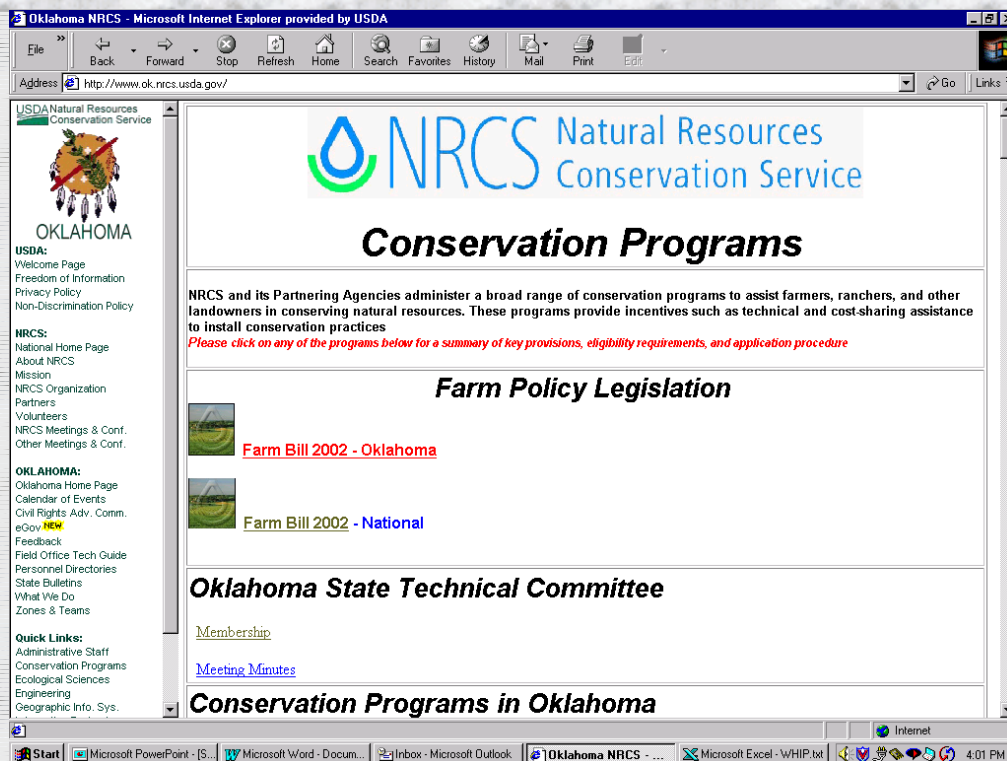 Oklahoma NRCS - Microsoft Internet Explorer provided by USDA
File
»
Back
Forward
Stop
Refresh
Home
Search
Favorites
History
Mail
Print
Edit
Address http://www.ok.nrcs.usda.gov/
Go
Links
USDA Natural Resources
Conservation Service
OKLAHOMA
USDA:
Welcome Page
Freedom of Information
Privacy Policy
Non-Discrimination Policy
NRCS:
National Home Page
About NRCS
Mission
NRCS Organization
Partners
Volunteers
NRCS Meetings & Conf.
Other Meetings & Conf.
OKLAHOMA:
Oklahoma Home Page
Calendar of Events
Civil Rights Adv. Comm.
eGov NEW
Feedback
Field Office Tech Guide
Personnel Directories
State Bulletins
What We Do
Zones & Teams
Quick Links:
Administrative Staff
Conservation Programs
Ecological Sciences
Engineering
Geographic Info. Sys.
NRCS Natural Resources
Conservation Service
Conservation Programs
NRCS and its Partnering Agencies administer a broad range of conservation programs to assist farmers, ranchers, and other
landowners in conserving natural resources. These programs provide incentives such as technical and cost-sharing assistance
to install conservation practices
Please click on any of the programs below for a summary of key provisions, eligibility requirements, and application procedure
Farm Policy Legislation
Farm Bill 2002 - Oklahoma
Farm Bill 2002 - National
Oklahoma State Technical Committee
Membership
Meeting Minutes
Conservation Programs in Oklahoma
Internet
Start
Microsoft PowerPoint - [S...
Microsoft Word - Docum...
Inbox - Microsoft Outlook
Oklahoma NRCS - ...
Microsoft Excel - WHIP.txt
4:01 PM